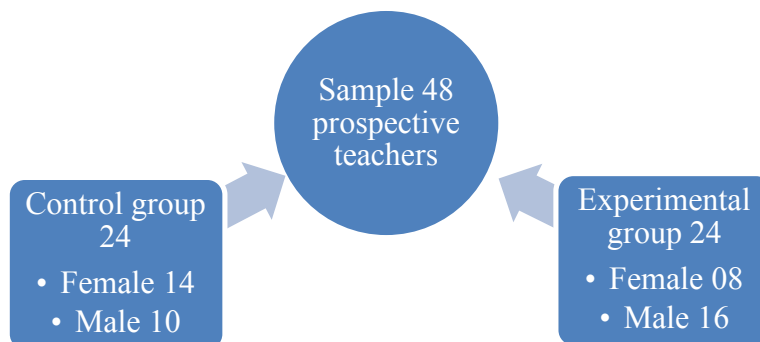 Sample 48
prospective
teachers
Control group
24
• Female 14
• Male 10
Experimental
group 24
• Female 08
• Male 16